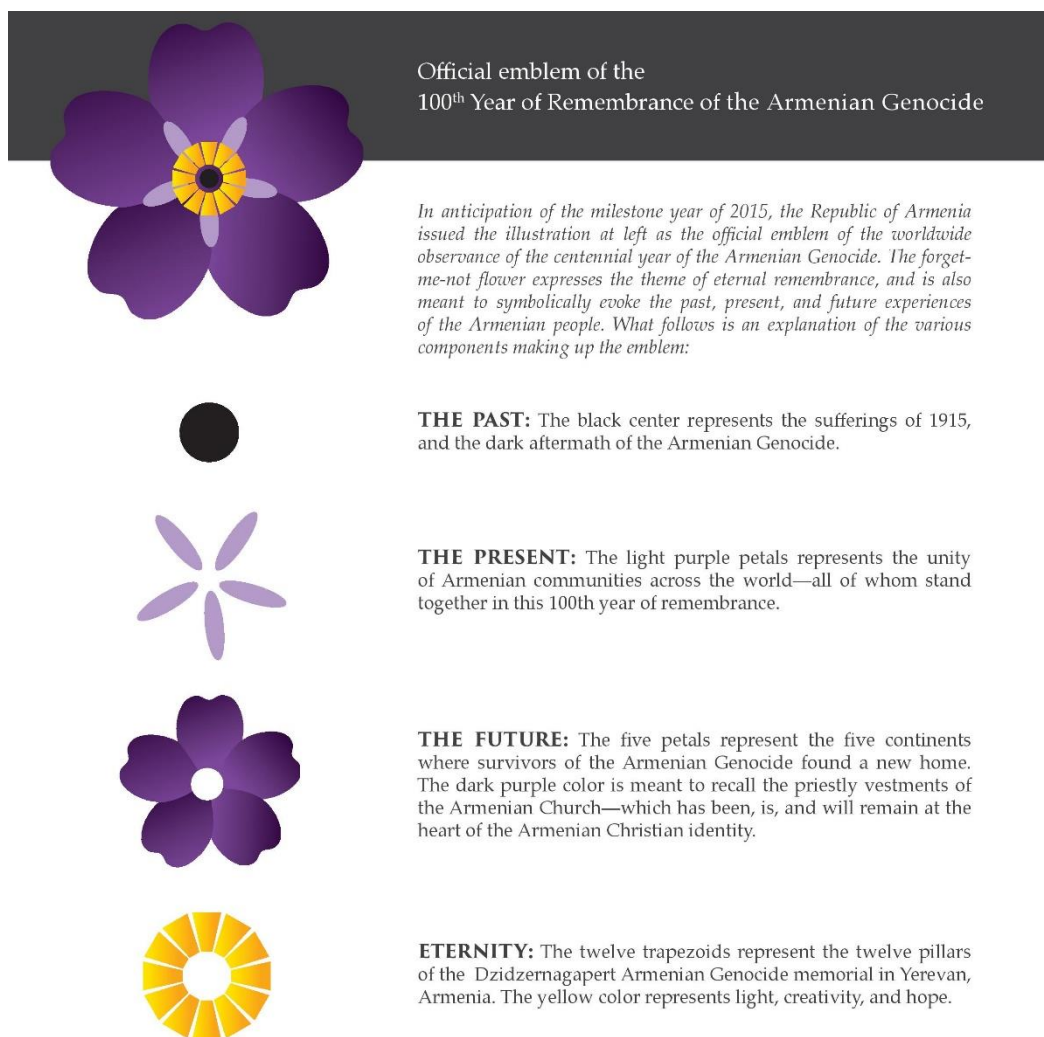 Official emblem of the
100th Year of Remembrance of the Armenian Genocide
In anticipation of the milestone year of 2015, the Republic of Armenia
issued the illustration at left as the official emblem of the worldwide
observance of the centennial year of the Armenian Genocide. The forget-
me-not flower expresses the theme of eternal remembrance, and is also
meant to symbolically evoke the past, present, and future experiences
of the Armenian people. What follows is an explanation of the various
components making up the emblem:
THE PAST: The black center represents the sufferings of 1915,
and the dark aftermath of the Armenian Genocide.
THE PRESENT: The light purple petals represents the unity
of Armenian communities across the world—all of whom stand
together in this 100th year of remembrance.
THE FUTURE: The five petals represent the five continents
where survivors of the Armenian Genocide found a new home.
The dark purple color is meant to recall the priestly vestments of
the Armenian Church—which has been, is, and will remain at the
heart of the Armenian Christian identity.
ETERNITY: The twelve trapezoids represent the twelve pillars
of the Dzidzernagapert Armenian Genocide memorial in Yerevan,
Armenia. The yellow color represents light, creativity, and hope.